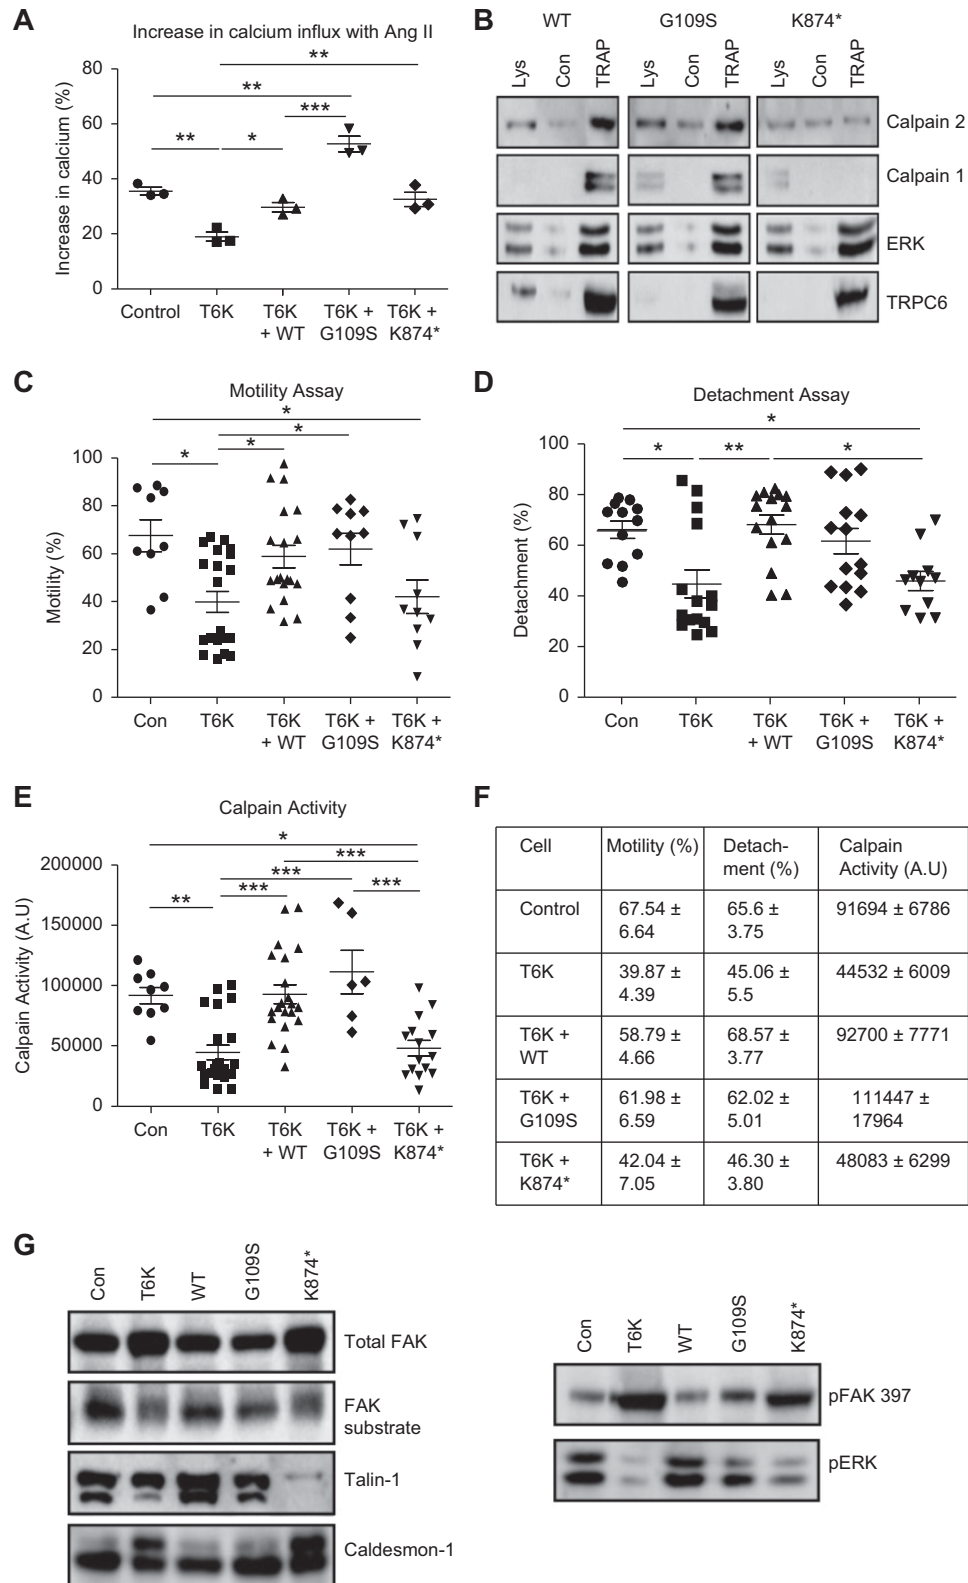 A
Increase in calcium influx with Ang II
**
**
***
**
*
Increase in calcium (%)
80
60
40
20
0
Control
T6K
T6K + WT
T6K + G109S
T6K + K874*
B
WT
G109S
K874*
Lys
Con
TRAP
Lys
Con
TRAP
Lys
Con
TRAP
Calpain 2
Calpain 1
ERK
TRPC6
C
Motility Assay
*
*
*
*
Motility (%)
100
80
60
40
20
0
Con
T6K
T6K + WT
T6K + G109S
T6K + K874*
D
Detachment Assay
*
*
**
*
Detachment (%)
100
80
60
40
20
0
Con
T6K
T6K + WT
T6K + G109S
T6K + K874*
E
Calpain Activity
*
***
***
**
***
***
Calpain Activity (A.U)
200000
150000
100000
50000
0
Con
T6K
T6K + WT
T6K + G109S
T6K + K874*
F
Cell
Motility (%)
Detach-ment (%)
Calpain Activity (A.U)
Control
67.54 ± 6.64
65.6 ± 3.75
91694 ± 6786
T6K
39.87 ± 4.39
45.06 ± 5.5
44532 ± 6009
T6K + WT
58.79 ± 4.66
68.57 ± 3.77
92700 ± 7771
T6K + G109S
61.98 ± 6.59
62.02 ± 5.01
111447 ± 17964
T6K + K874*
42.04 ± 7.05
46.30 ± 3.80
48083 ± 6299
G
Con
T6K
WT
G109S
K874*
Total FAK
FAK substrate
Talin-1
Caldesmon-1
Con
T6K
WT
G109S
K874*
pFAK 397
pERK